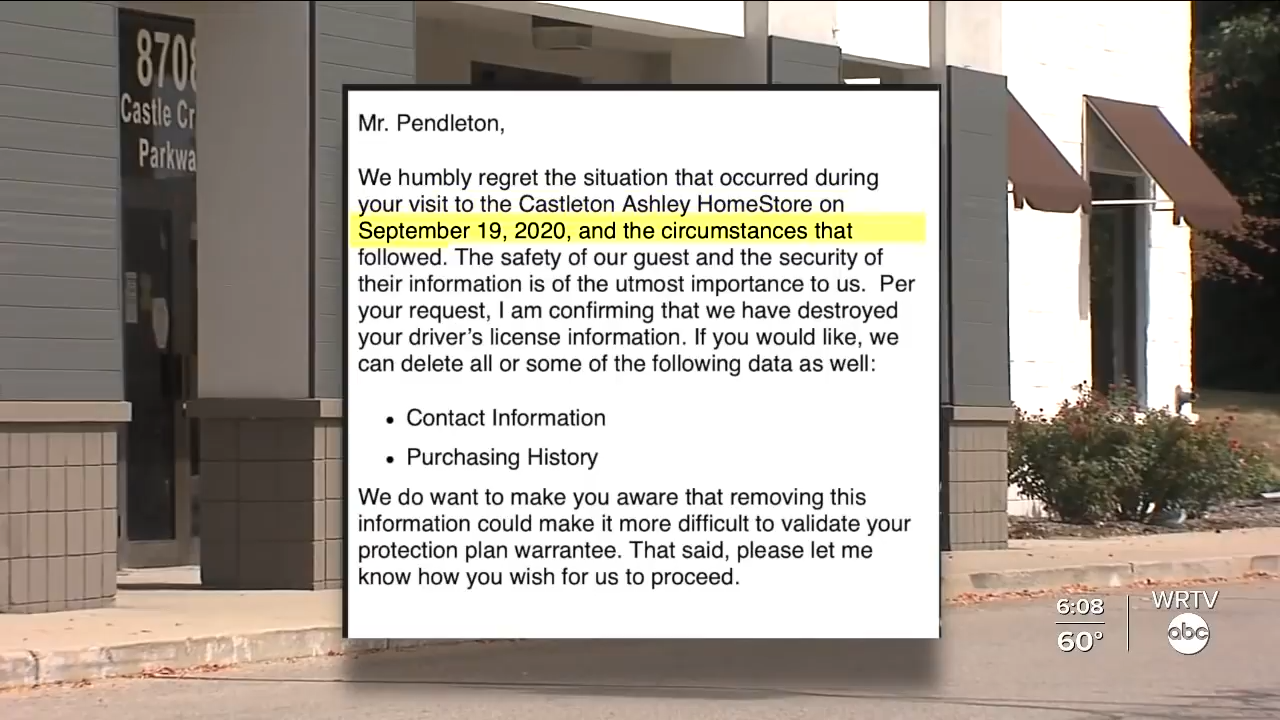 8708
Castle
Parkwa
Mr. Pendleton,
We humbly regret the situation that occurred during
your visit to the Castleton Ashley HomeStore on
September 19, 2020, and the circumstances that
followed. The safety of our guest and the security of
their information is of the utmost importance to us. Per
your request, I am confirming that we have destroyed
your driver's license information. If you would like, we
can delete all or some of the following data as well:
• Contact Information
• Purchasing History
We do want to make you aware that removing this
information could make it more difficult to validate your
protection plan warrantee. That said, please let me
know how you wish for us to proceed.
6:08
60°
WRTV
abc